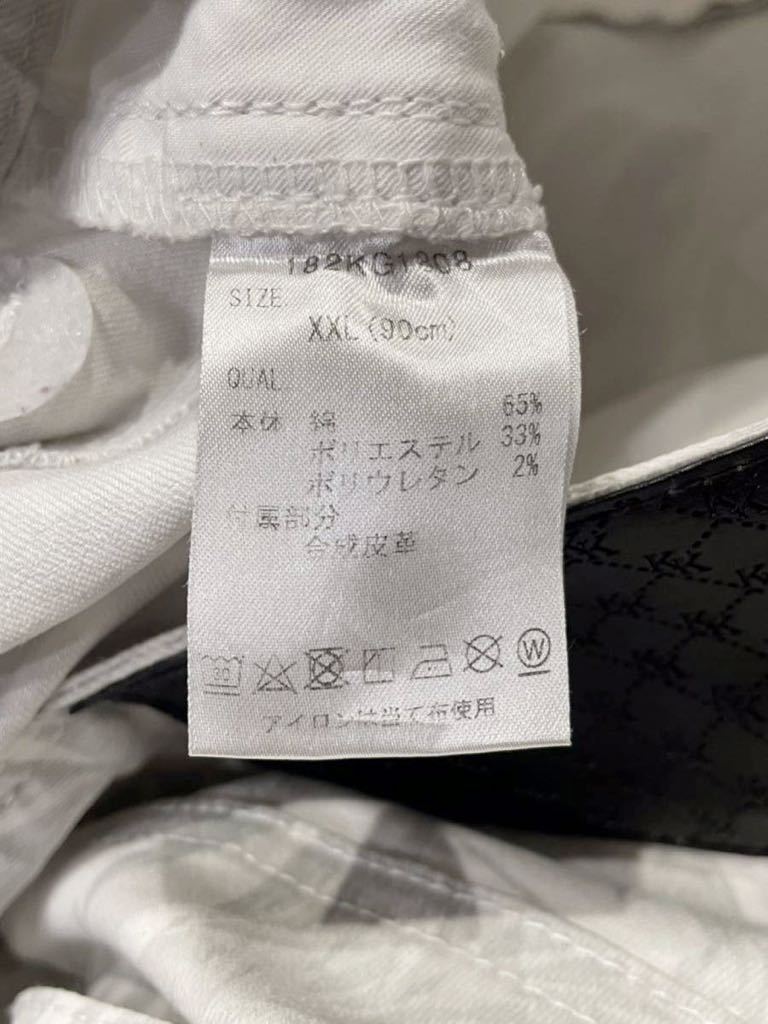 182KG1308
SIZE
XXL (90cm)
QUAL
本体 綿 65%
ポリエステル 33%
ポリウレタン 2%
付属部分
合成皮革
30
W
アイロンは当て布使用